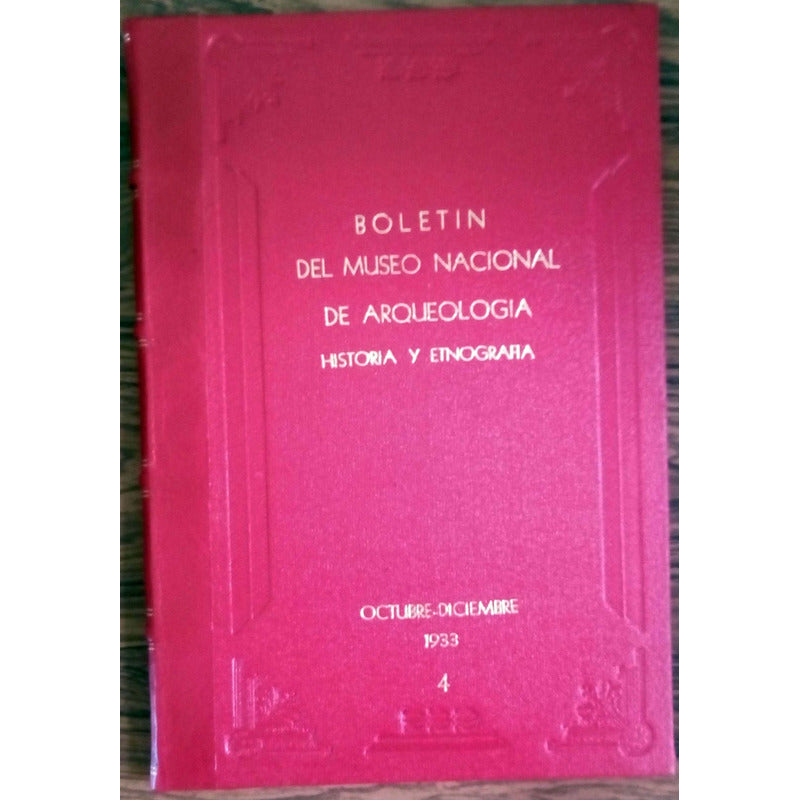 BOLETIN
DEL MUSEO NACIONAL
DE ARQUEOLOGIA
HISTORIA Y ETNOGRAFIA
OCTUBRE-DICIEMBRE
1933
4